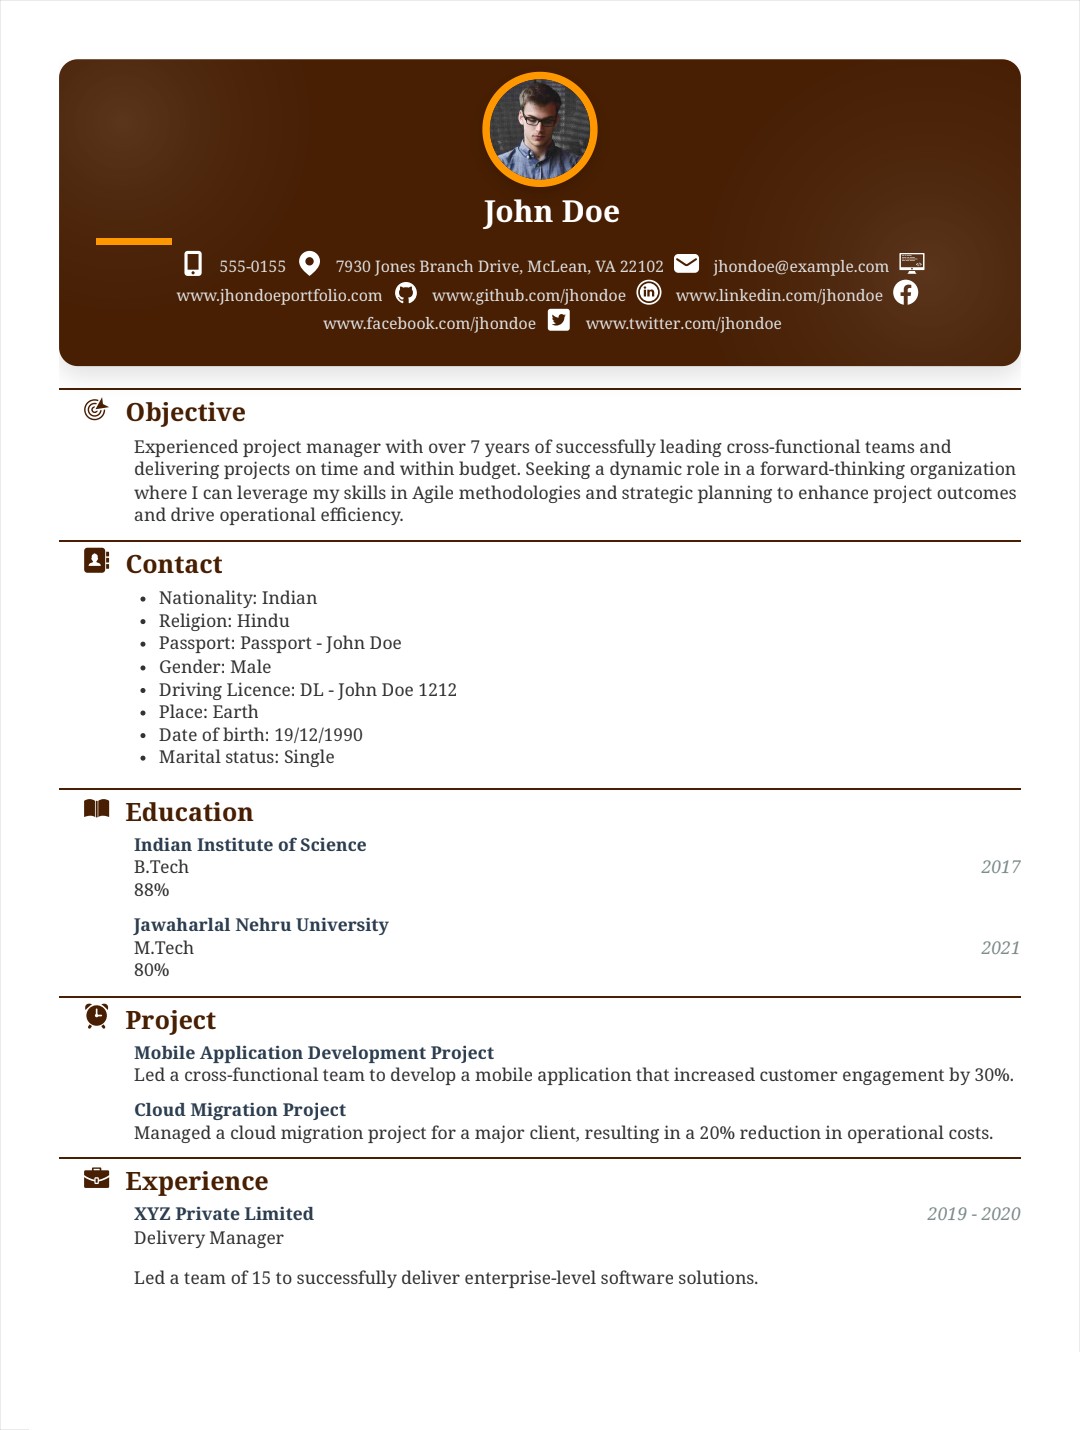 John Doe
555-0155 7930 Jones Branch Drive, McLean, VA 22102 jhondoe@example.com
www.jhondoeportfolio.com www.github.com/jhondoe www.linkedin.com/jhondoe
www.facebook.com/jhondoe www.twitter.com/jhondoe
Objective
Experienced project manager with over 7 years of successfully leading cross-functional teams and
delivering projects on time and within budget. Seeking a dynamic role in a forward-thinking organization
where I can leverage my skills in Agile methodologies and strategic planning to enhance project outcomes
and drive operational efficiency.
Contact
• Nationality: Indian
• Religion: Hindu
• Passport: Passport - John Doe
• Gender: Male
• Driving Licence: DL - John Doe 1212
• Place: Earth
• Date of birth: 19/12/1990
• Marital status: Single
Education
Indian Institute of Science
B.Tech 2017
88%
Jawaharlal Nehru University
M.Tech 2021
80%
Project
Mobile Application Development Project
Led a cross-functional team to develop a mobile application that increased customer engagement by 30%.
Cloud Migration Project
Managed a cloud migration project for a major client, resulting in a 20% reduction in operational costs.
Experience
XYZ Private Limited 2019 - 2020
Delivery Manager
Led a team of 15 to successfully deliver enterprise-level software solutions.